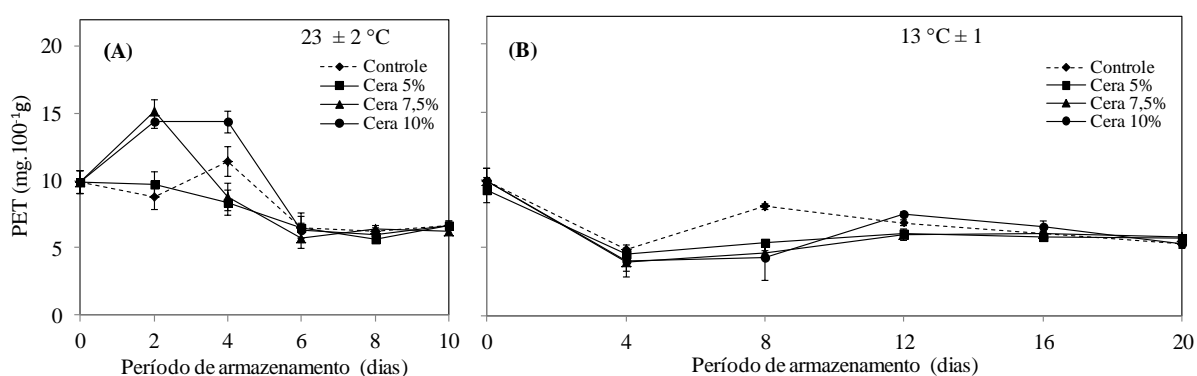 (A)
23 ± 2 °C
Controle
Cera 5%
Cera 7,5%
Cera 10%
PET (mg.100⁻¹g)
20
15
10
5
0
0 2 4 6 8 10
Período de armazenamento (dias)
(B)
13 °C ± 1
Controle
Cera 5%
Cera 7,5%
Cera 10%
0 4 8 12 16 20
Período de armazenamento (dias)